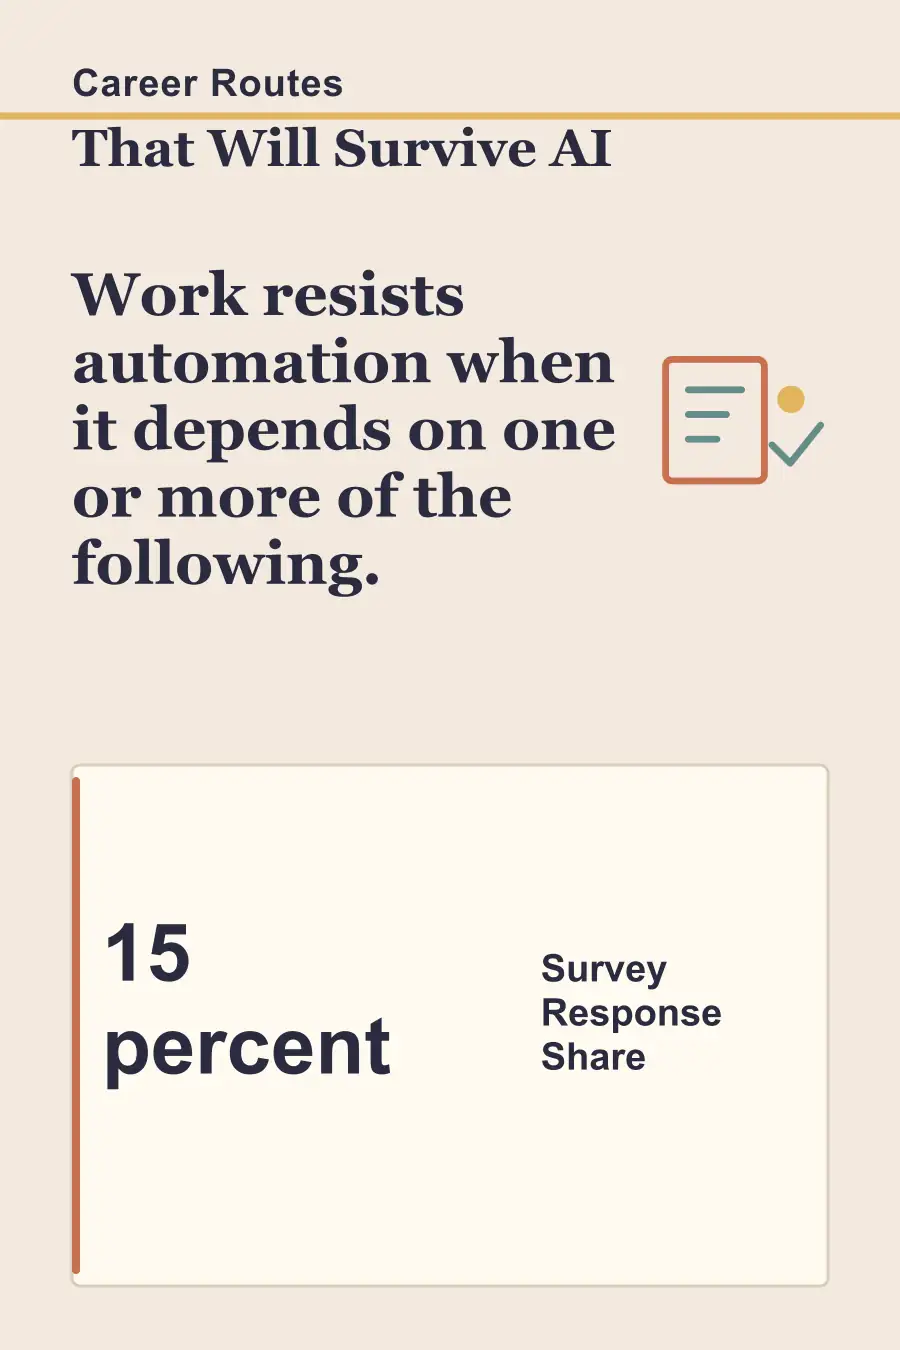 Career Routes
That Will Survive AI
Work resists
automation when
it depends on one
or more of the
following.
15
percent
Survey
Response
Share